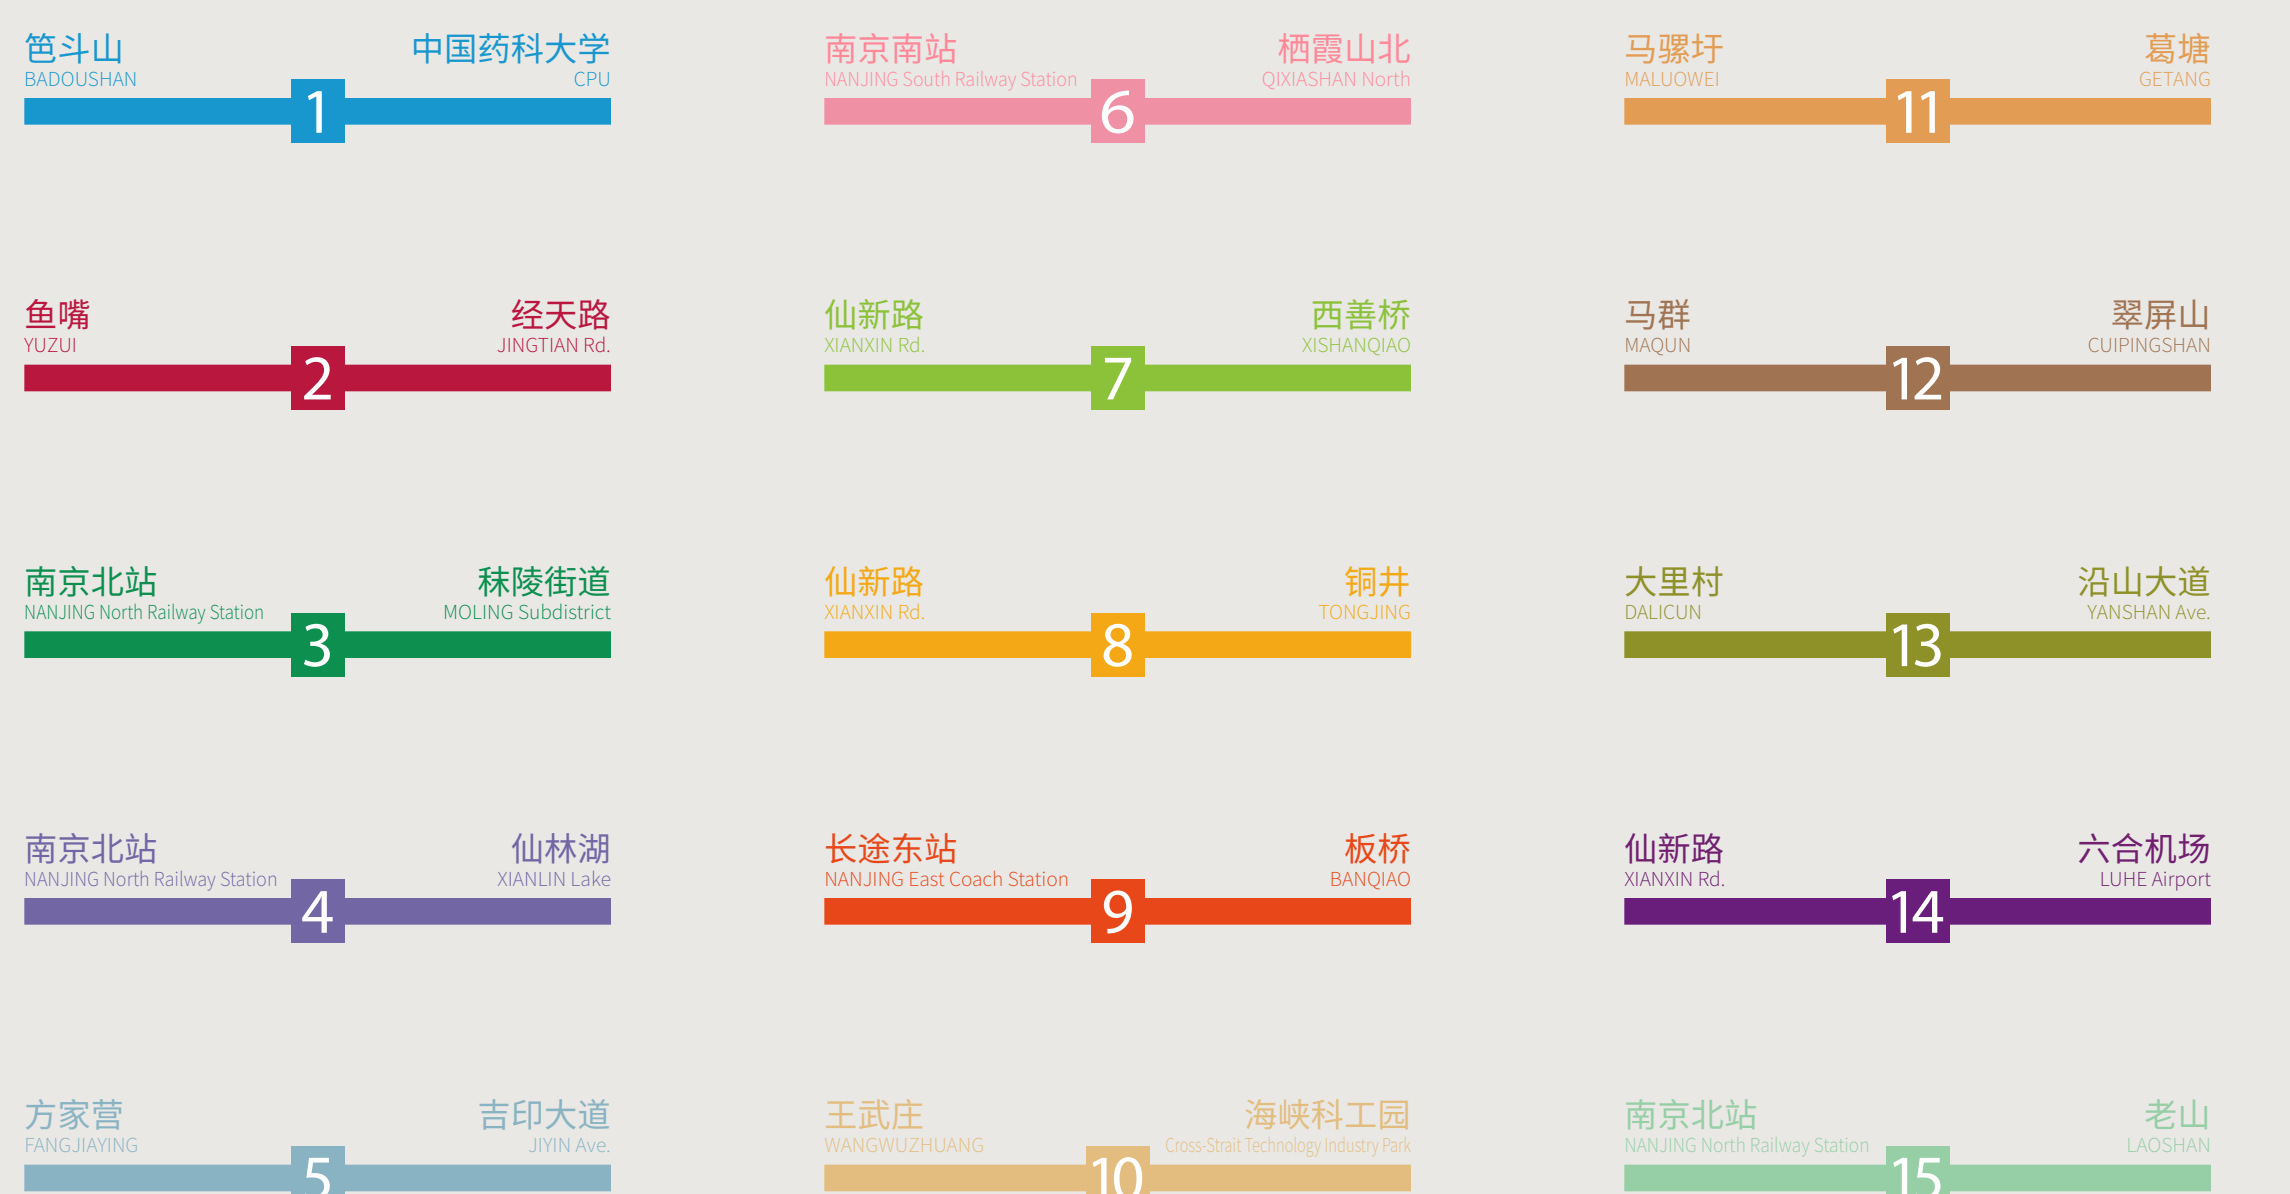 笆斗山
BADOUSHAN
中国药科大学
CPU
1
鱼嘴
YUZUI
经天路
JINGTIAN Rd.
2
南京北站
NANJING North Railway Station
秣陵街道
MOLING Subdistrict
3
南京北站
NANJING North Railway Station
仙林湖
XIANLIN Lake
4
方家营
FANGJIAYING
吉印大道
JIYIN Ave.
5
南京南站
NANJING South Railway Station
栖霞山北
QIXIASHAN North
6
仙新路
XIANXIN Rd.
西善桥
XISHANQIAO
7
仙新路
XIANXIN Rd.
铜井
TONGJING
8
长途东站
NANJING East Coach Station
板桥
BANQIAO
9
王武庄
WANGWUZHUANG
海峡科工园
Cross-Strait Technology Industry Park
10
马骡圩
MALUOWEI
葛塘
GETANG
11
马群
MAQUN
翠屏山
CUIPINGSHAN
12
大里村
DALICUN
沿山大道
YANSHAN Ave.
13
仙新路
XIANXIN Rd.
六合机场
LUHE Airport
14
南京北站
NANJING North Railway Station
老山
LAOSHAN
15